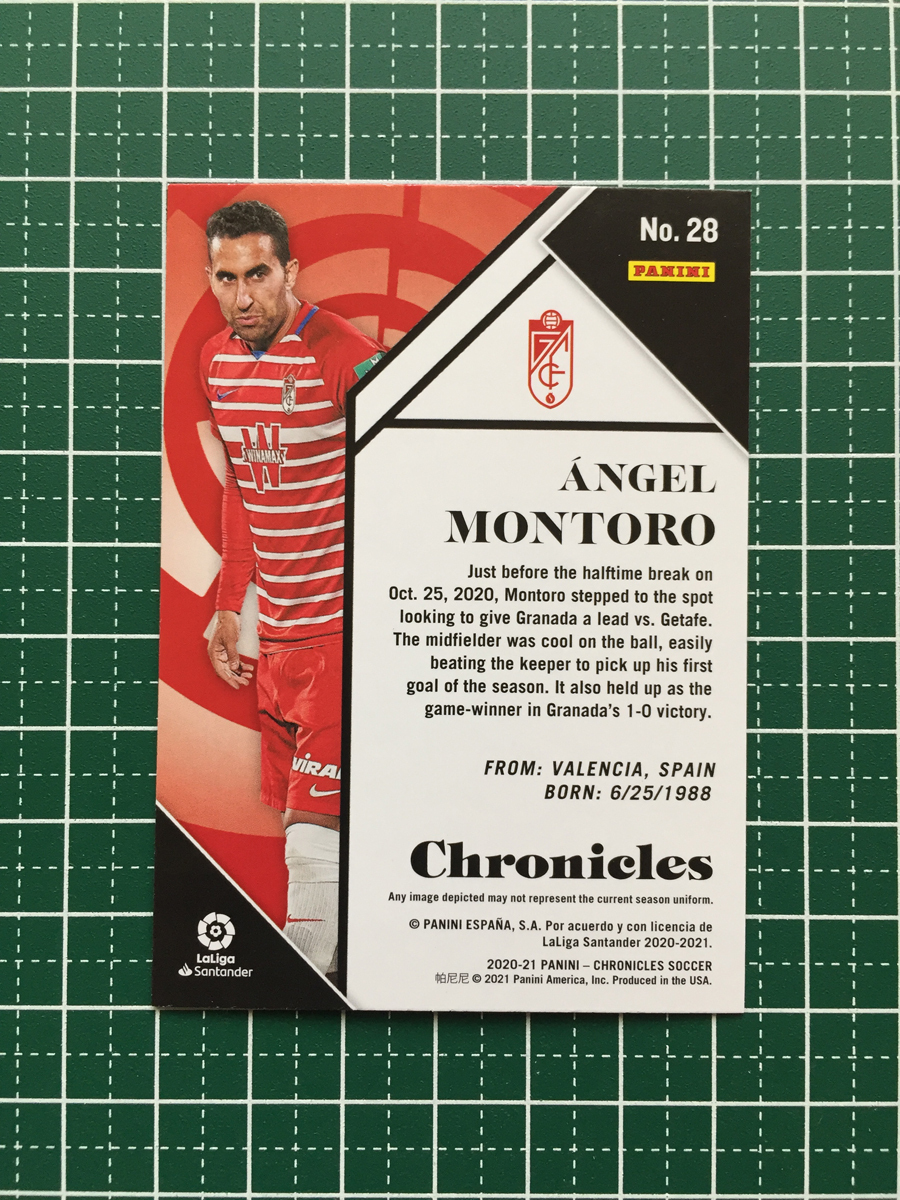 No. 28
PANINI
WINAMAX
ÁNGEL
MONTORO
Just before the halftime break on
Oct. 25, 2020, Montoro stepped to the spot
looking to give Granada a lead vs. Getafe.
The midfielder was cool on the ball, easily
beating the keeper to pick up his first
goal of the season. It also held up as the
game-winner in Granada's 1-0 victory.
FROM: VALENCIA, SPAIN
BORN: 6/25/1988
Chronicles
Any image depicted may not represent the current season uniform.
© PANINI ESPAÑA, S.A. Por acuerdo y con licencia de
LaLiga Santander 2020-2021.
2020-21 PANINI – CHRONICLES SOCCER
帕尼尼 © 2021 Panini America, Inc. Produced in the USA.
LaLiga
Santander